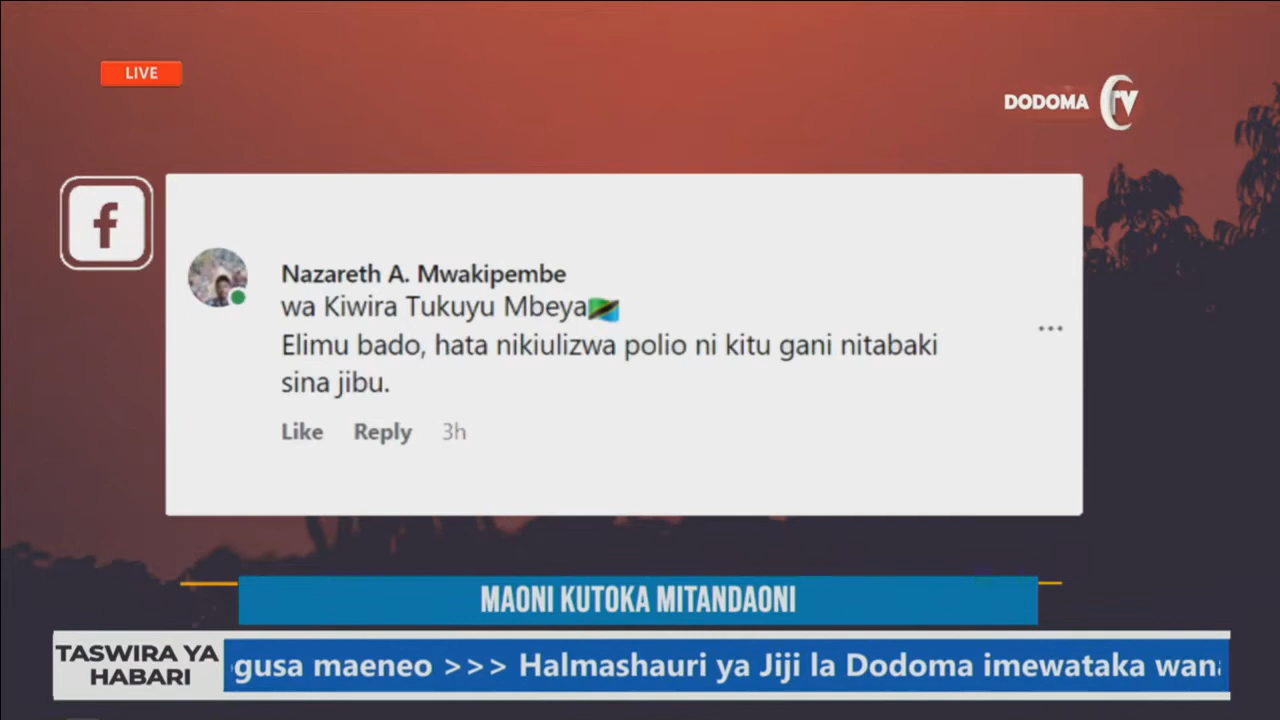 LIVE
DODOMA TV
Nazareth A. Mwakipembe
wa Kiwira Tukuyu Mbeya
Elimu bado, hata nikiulizwa polio ni kitu gani nitabaki
sina jibu.
Like Reply 3h
MAONI KUTOKA MITANDAONI
TASWIRA YA
HABARI
gusa maeneo >>> Halmashauri ya Jiji la Dodoma imewataka